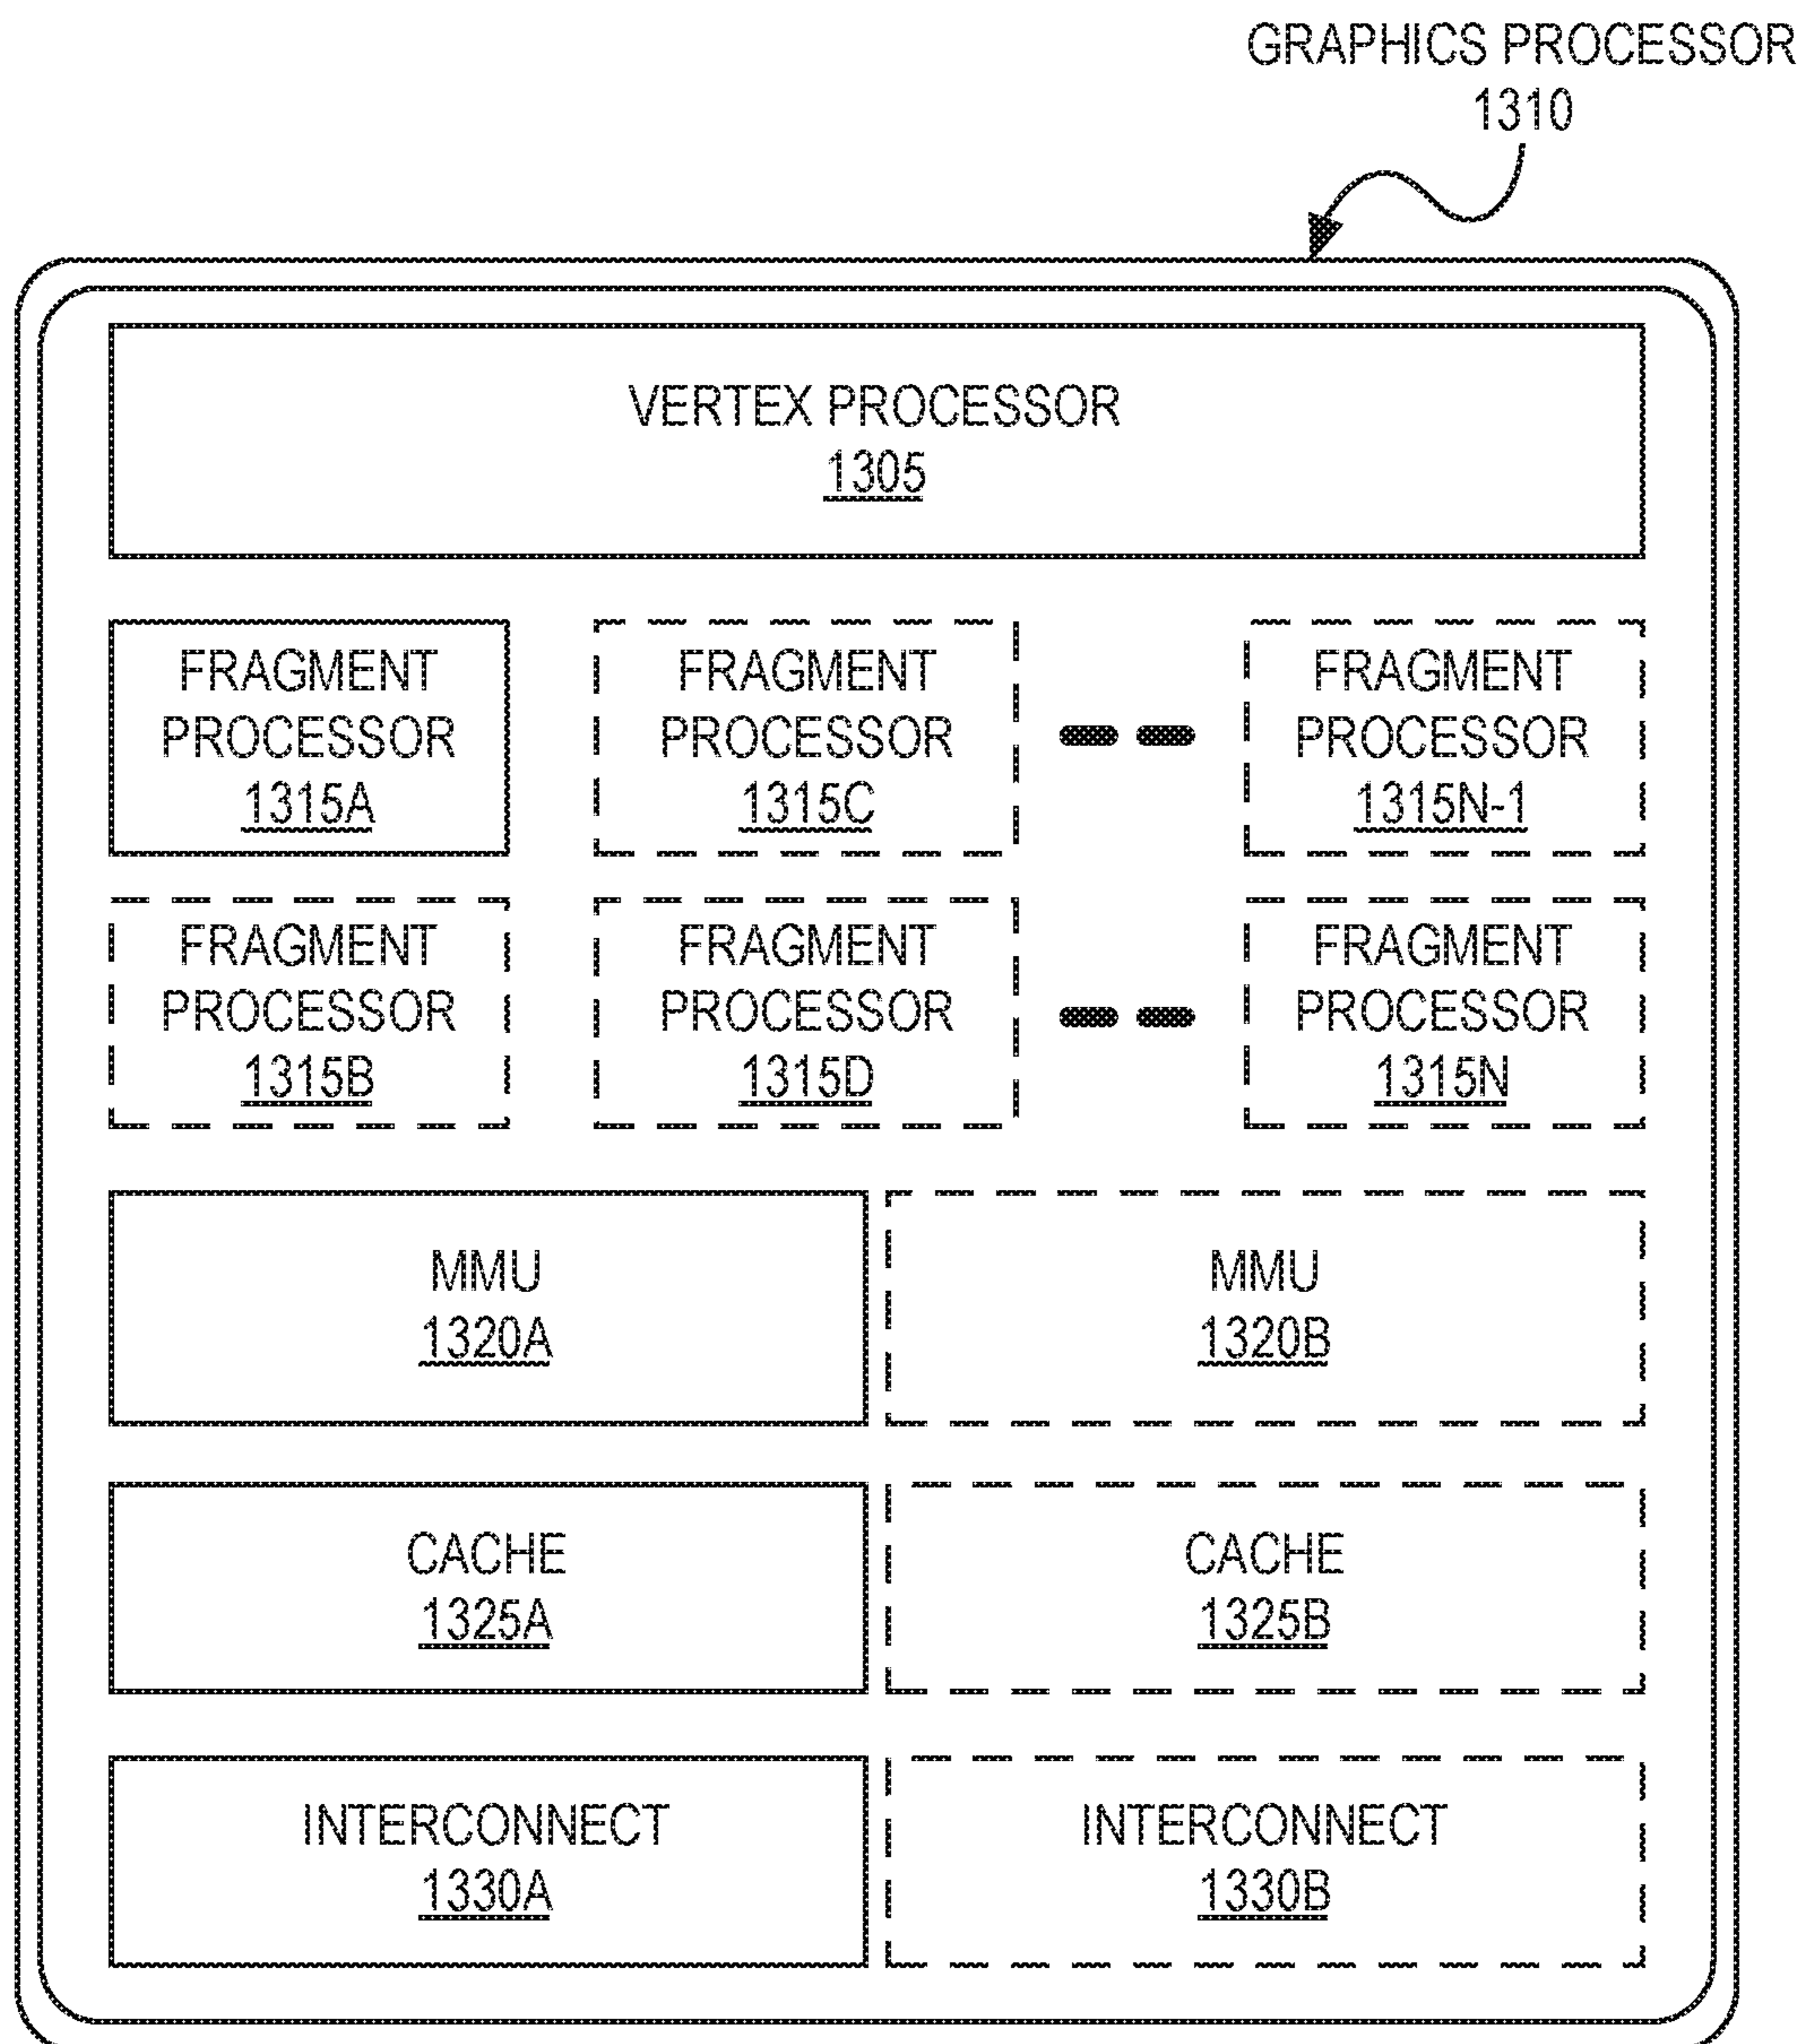 GRAPHICS PROCESSOR
1310
VERTEX PROCESSOR
1305
FRAGMENT
PROCESSOR
1315A
FRAGMENT
PROCESSOR
1315C
FRAGMENT
PROCESSOR
1315N-1
FRAGMENT
PROCESSOR
1315B
FRAGMENT
PROCESSOR
1315D
FRAGMENT
PROCESSOR
1315N
MMU
1320A
MMU
1320B
CACHE
1325A
CACHE
1325B
INTERCONNECT
1330A
INTERCONNECT
1330B